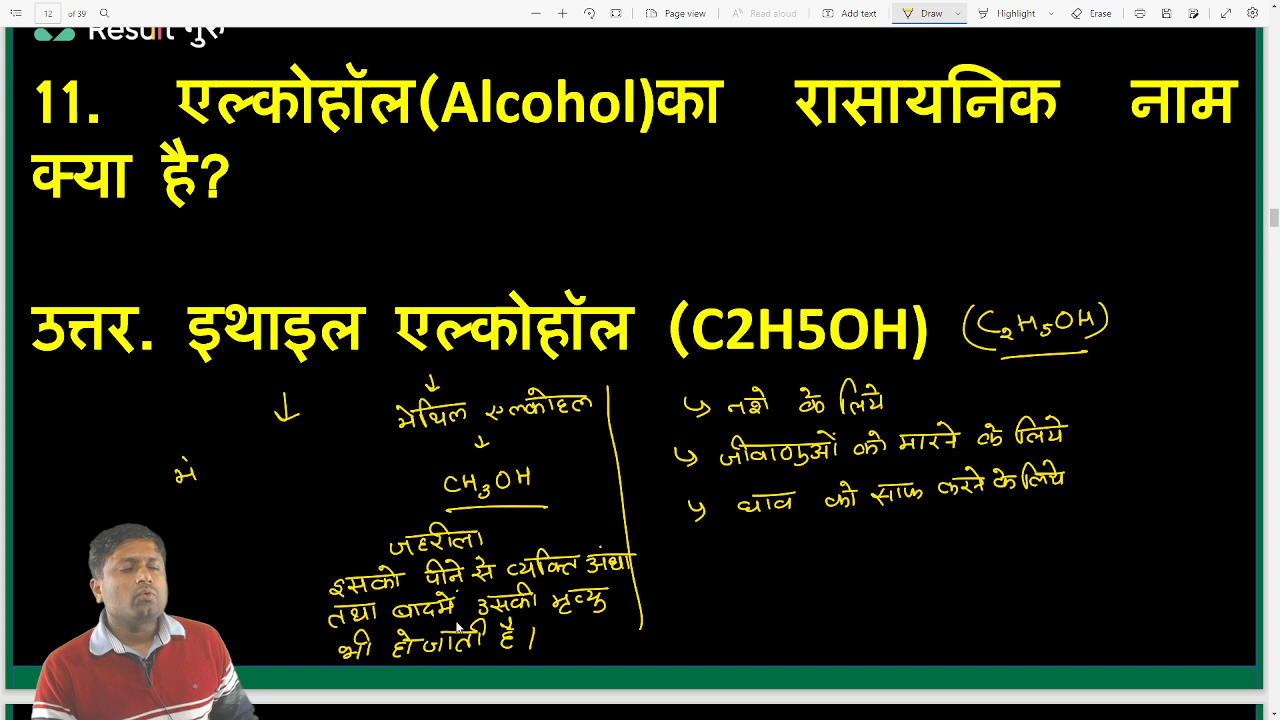 12 of 39 Page view Read aloud Add text Draw Highlight Erase
Result गुरु
11. एल्कोहॉल(Alcohol)का रासायनिक नाम
क्या है?
उत्तर. इथाइल एल्कोहॉल (C2H5OH) (C₂H₅OH)
↓
↓
मेथिल एल्कोहल
↓
CH₃OH
जहरीला
इसको पीने से व्यक्ति अंधा
तथा बादमें उसकी मृत्यु
भी हो जाती है।
मे
↳ नशे के लिये
↳ जीवाणुओं को मारने के लिये
↳ घाव को साफ करने के लिये